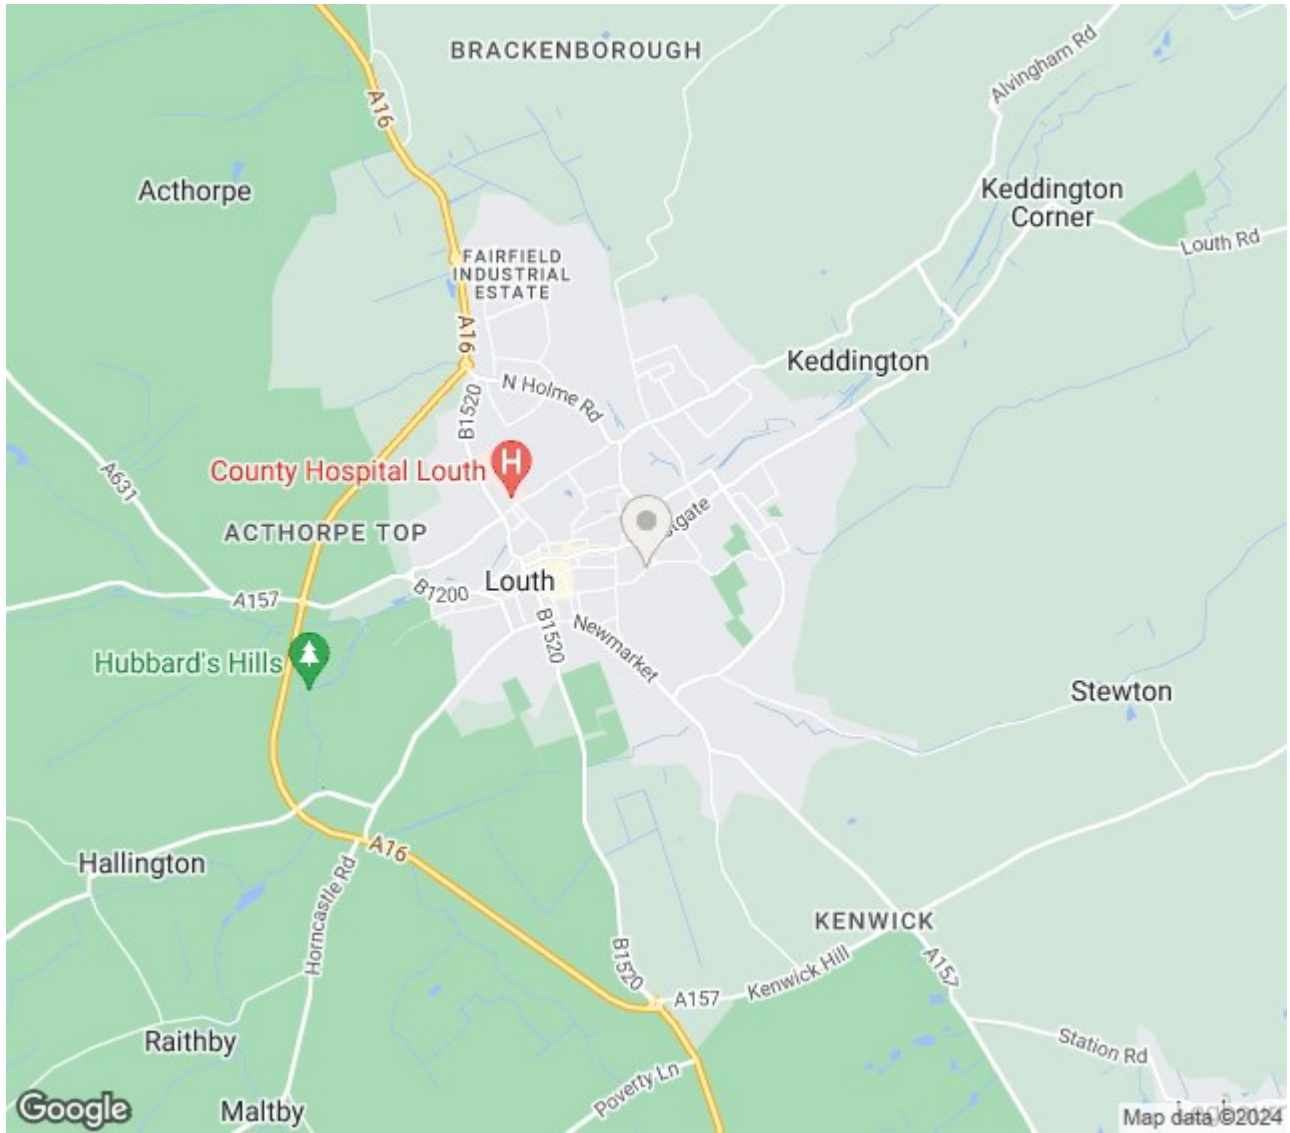 BRACKENBOROUGH
Alvingham Rd
A16
Acthorpe
Keddington
Corner
Louth Rd
FAIRFIELD
INDUSTRIAL
ESTATE
A16
Keddington
N Holme Rd
B1520
County Hospital Louth
H
A631
ACTHORPE TOP
Louth
B1200
A157
B1520
Newmarket
Hubbard's Hills
Stewton
A16
Hallington
Horncastle Rd
KENWICK
B1520
A157
Kenwick Hill
A157
Raithby
Station Rd
Poverty Ln
Maltby
Google
Map data ©2024